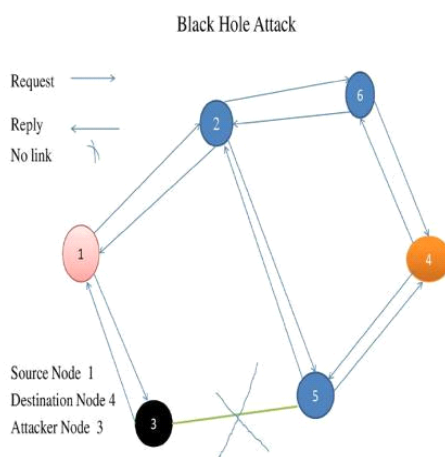 Black Hole Attack
Request
Reply
No link
6
2
1
4
Source Node 1
Destination Node 4
Attacker Node 3
3
5